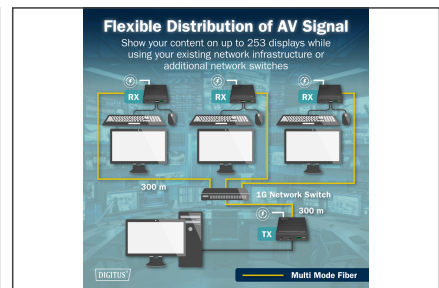 Flexible Distribution of AV Signal
Show your content on up to 253 displays while
using your existing network infrastructure or
additional network switches
RX
RX
RX
300 m
1G Network Switch
300 m
TX
DIGITUS®
Multi Mode Fiber